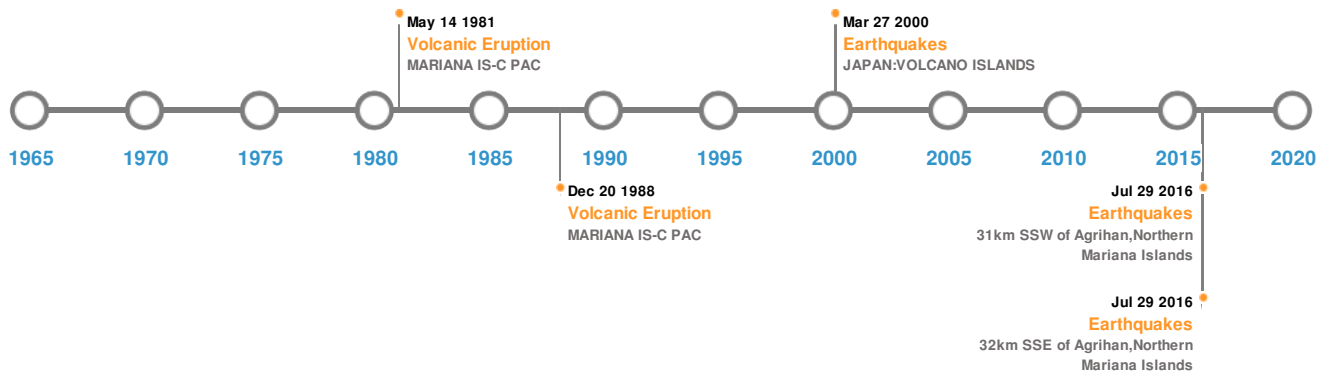 May 14 1981
Volcanic Eruption
MARIANA IS-C PAC
Mar 27 2000
Earthquakes
JAPAN:VOLCANO ISLANDS
1965 1970 1975 1980 1985 1990 1995 2000 2005 2010 2015 2020
Dec 20 1988
Volcanic Eruption
MARIANA IS-C PAC
Jul 29 2016
Earthquakes
31km SSW of Agrihan,Northern
Mariana Islands
Jul 29 2016
Earthquakes
32km SSE of Agrihan,Northern
Mariana Islands